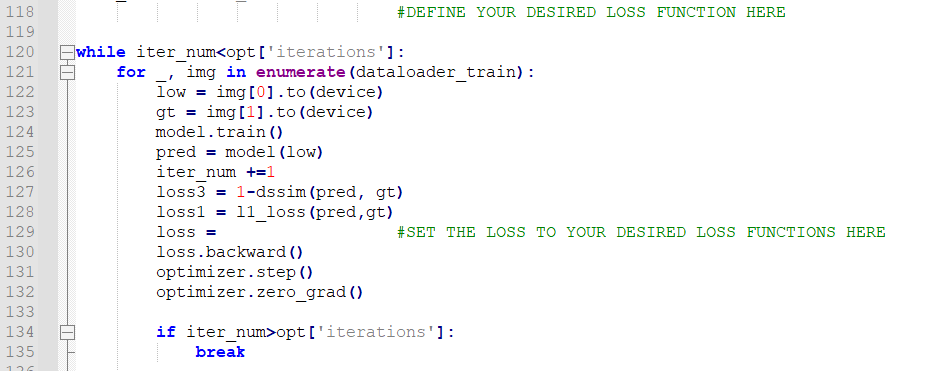 118 #DEFINE YOUR DESIRED LOSS FUNCTION HERE
119
120 while iter_num<opt['iterations']:
121 for _, img in enumerate(dataloader_train):
122 low = img[0].to(device)
123 gt = img[1].to(device)
124 model.train()
125 pred = model(low)
126 iter_num +=1
127 loss3 = 1-dssim(pred, gt)
128 loss1 = l1_loss(pred,gt)
129 loss = #SET THE LOSS TO YOUR DESIRED LOSS FUNCTIONS HERE
130 loss.backward()
131 optimizer.step()
132 optimizer.zero_grad()
133
134 if iter_num>opt['iterations']:
135 break